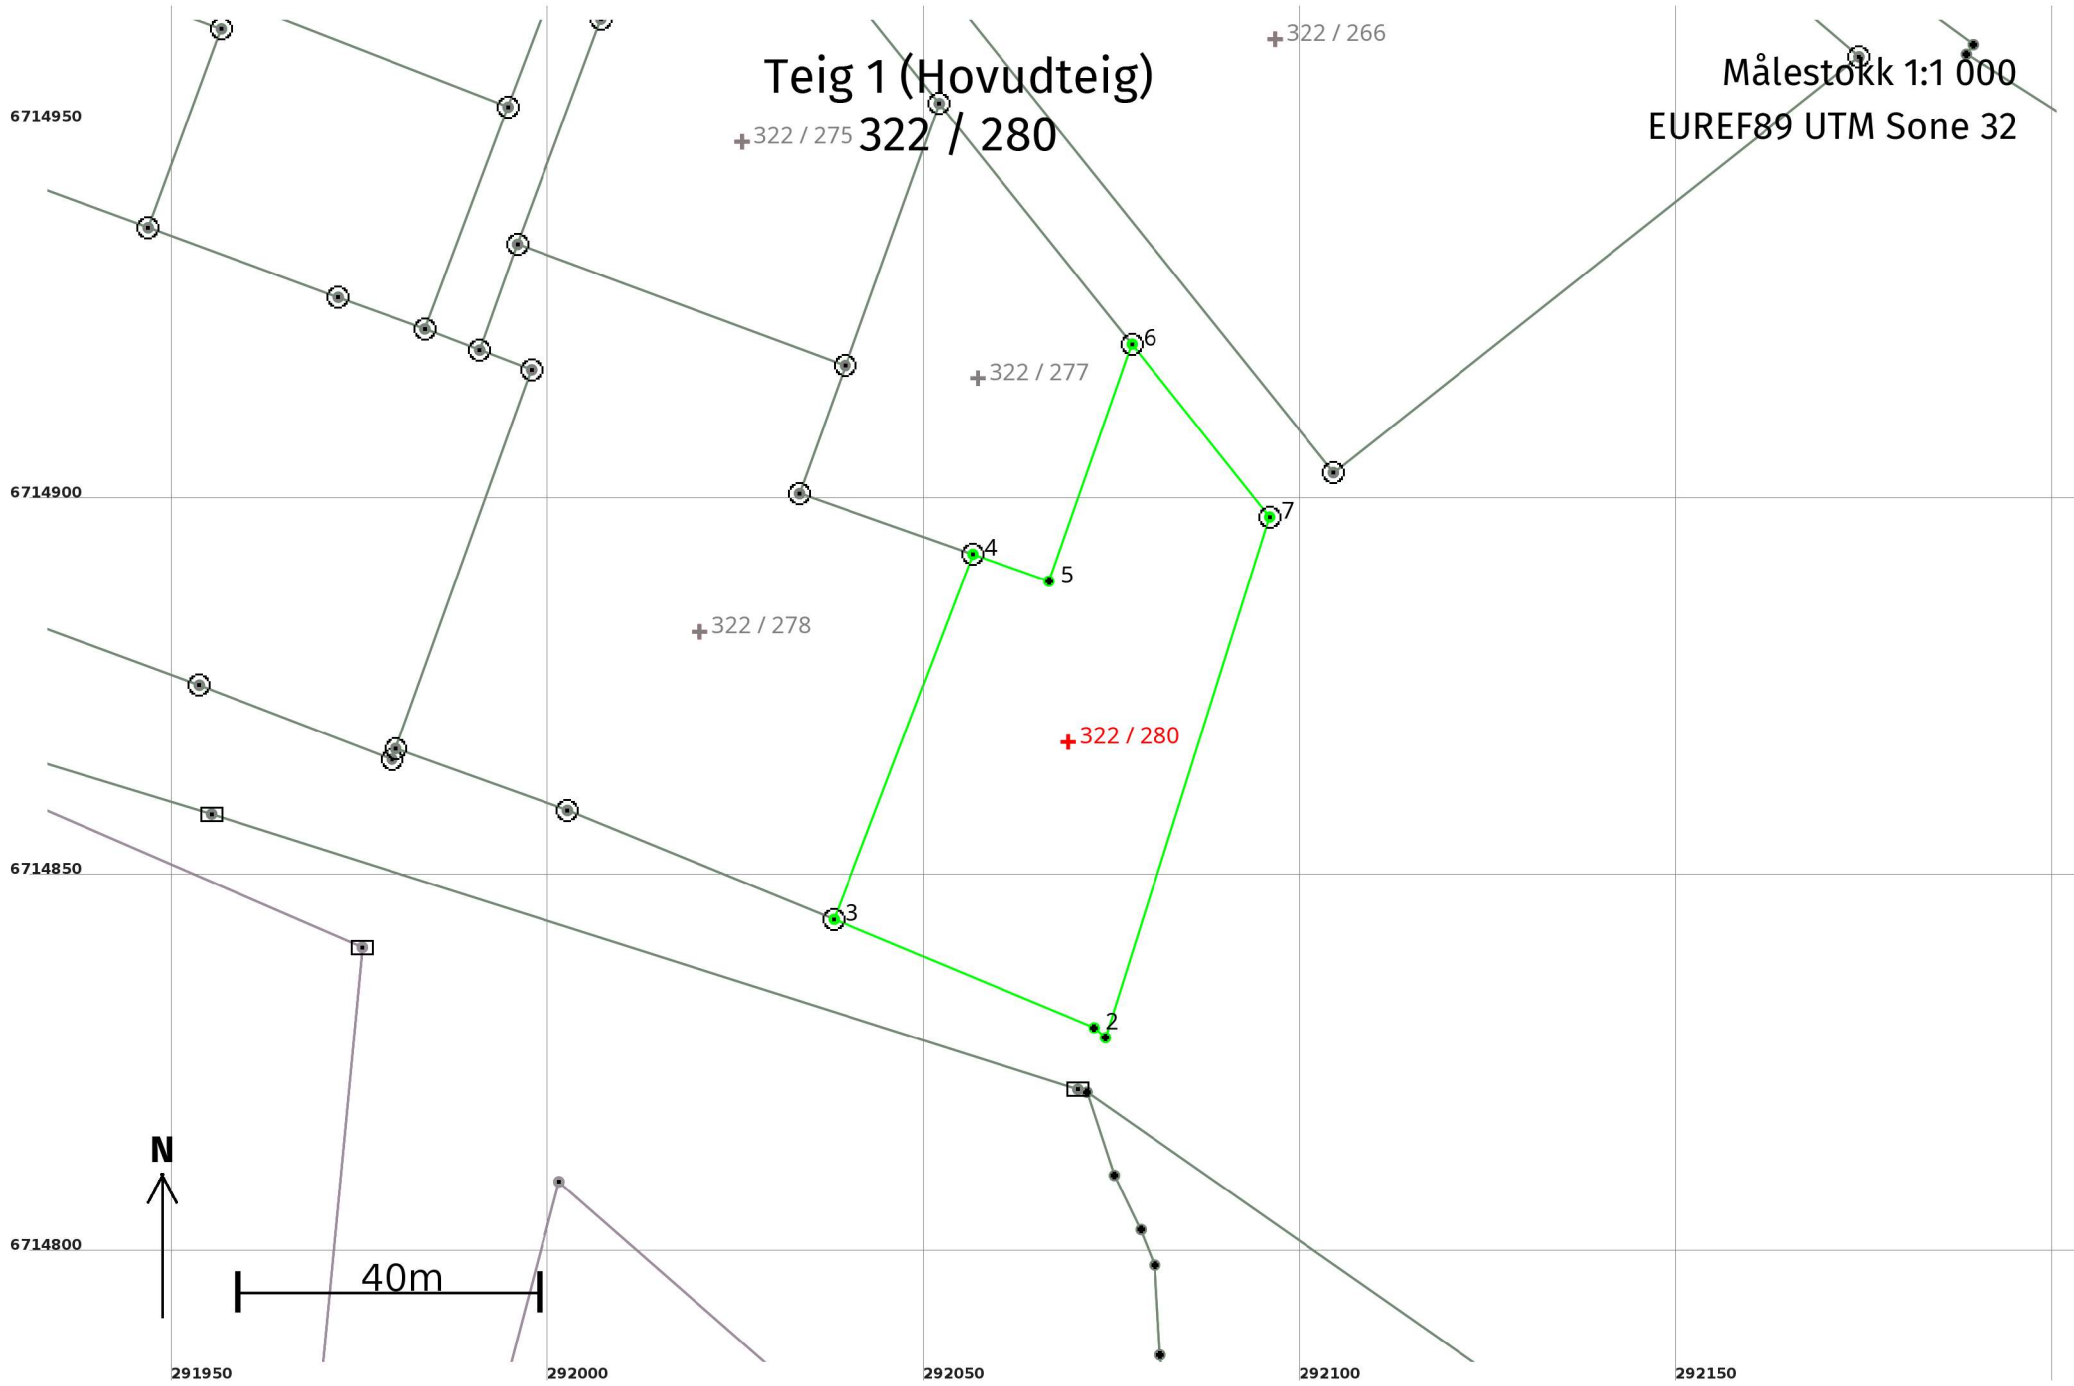 322 / 266
Teig 1 (Hovudteig)
322 / 280
Målestokk 1:1 000
EUREF89 UTM Sone 32
6714950
322 / 275
6
322 / 277
6714900
7
4
5
322 / 278
322 / 280
6714850
3
2
N
6714800
40m
291950
292000
292050
292100
292150